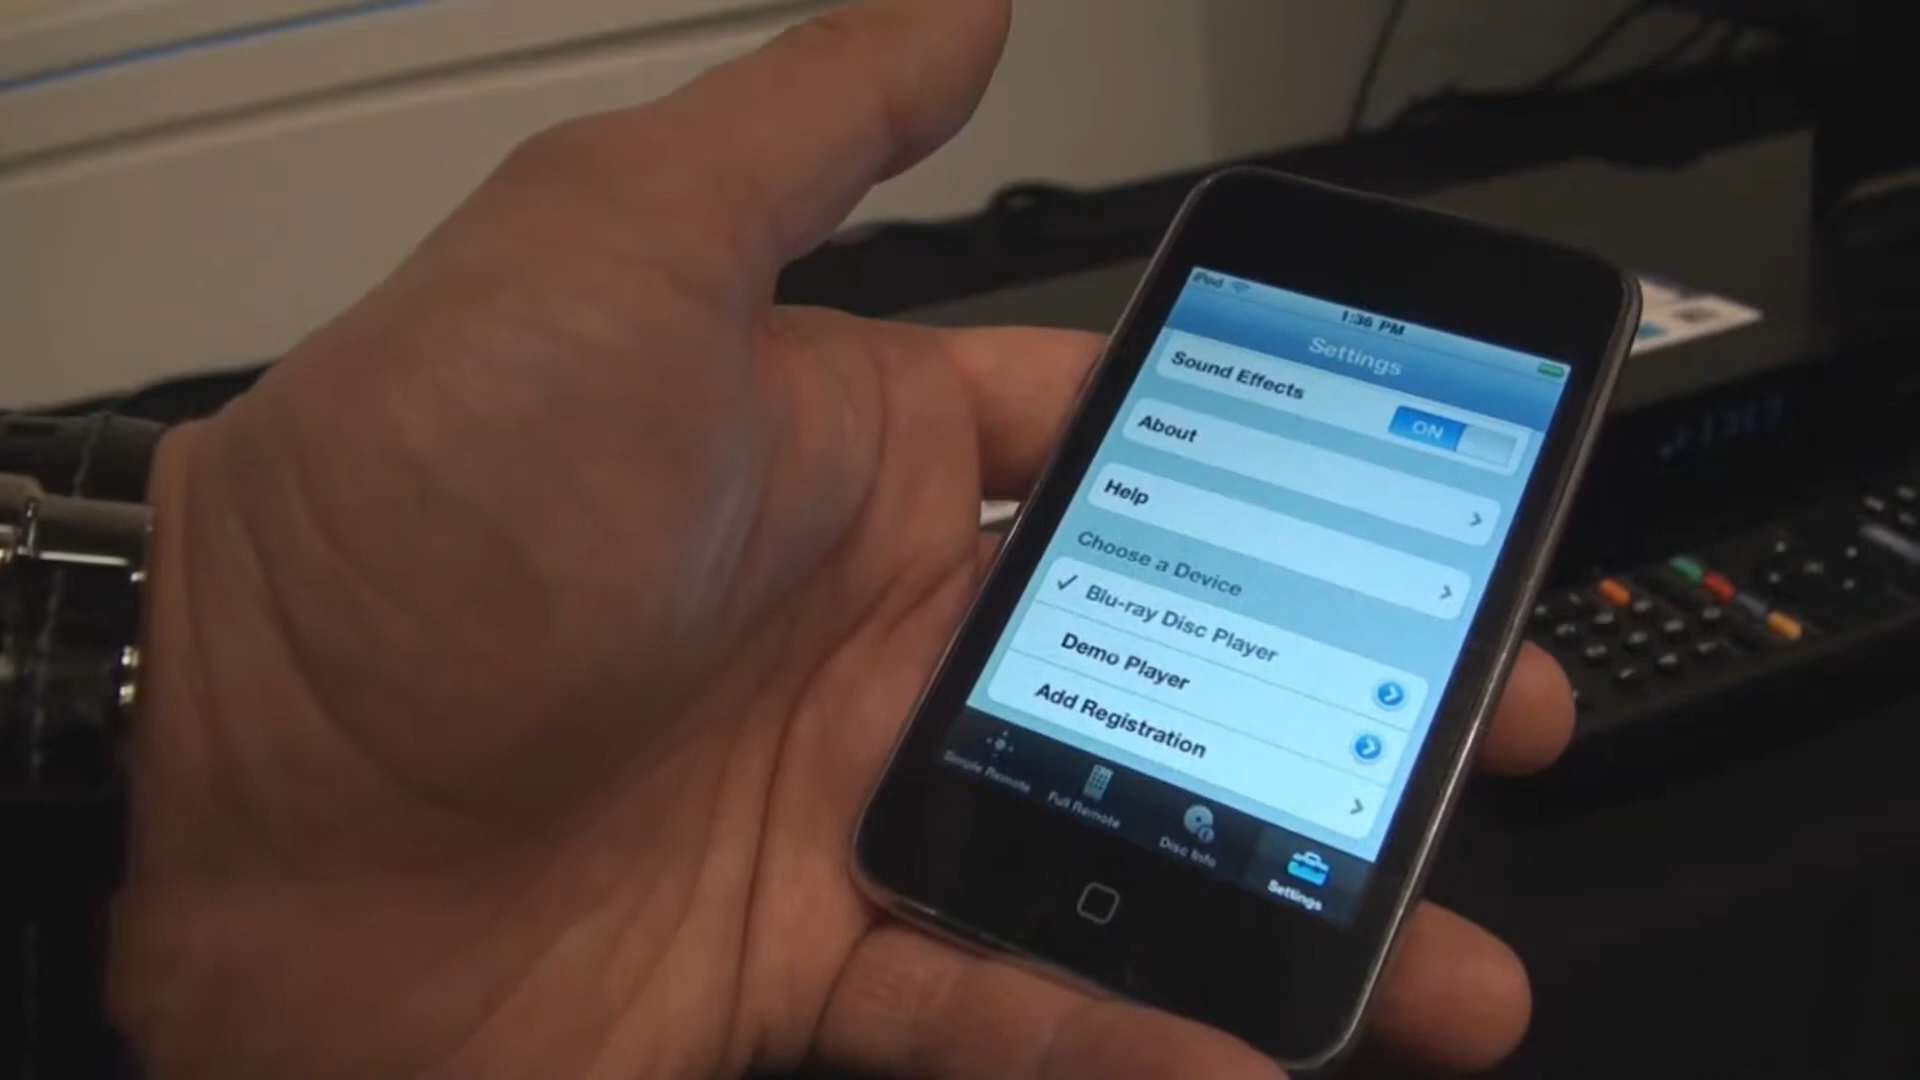 iPod
1:36 PM
Settings
Sound Effects
ON
About
Help
Choose a Device
✓ Blu-ray Disc Player
Demo Player
Add Registration
Simple Remote
Full Remote
Disc Info
Settings